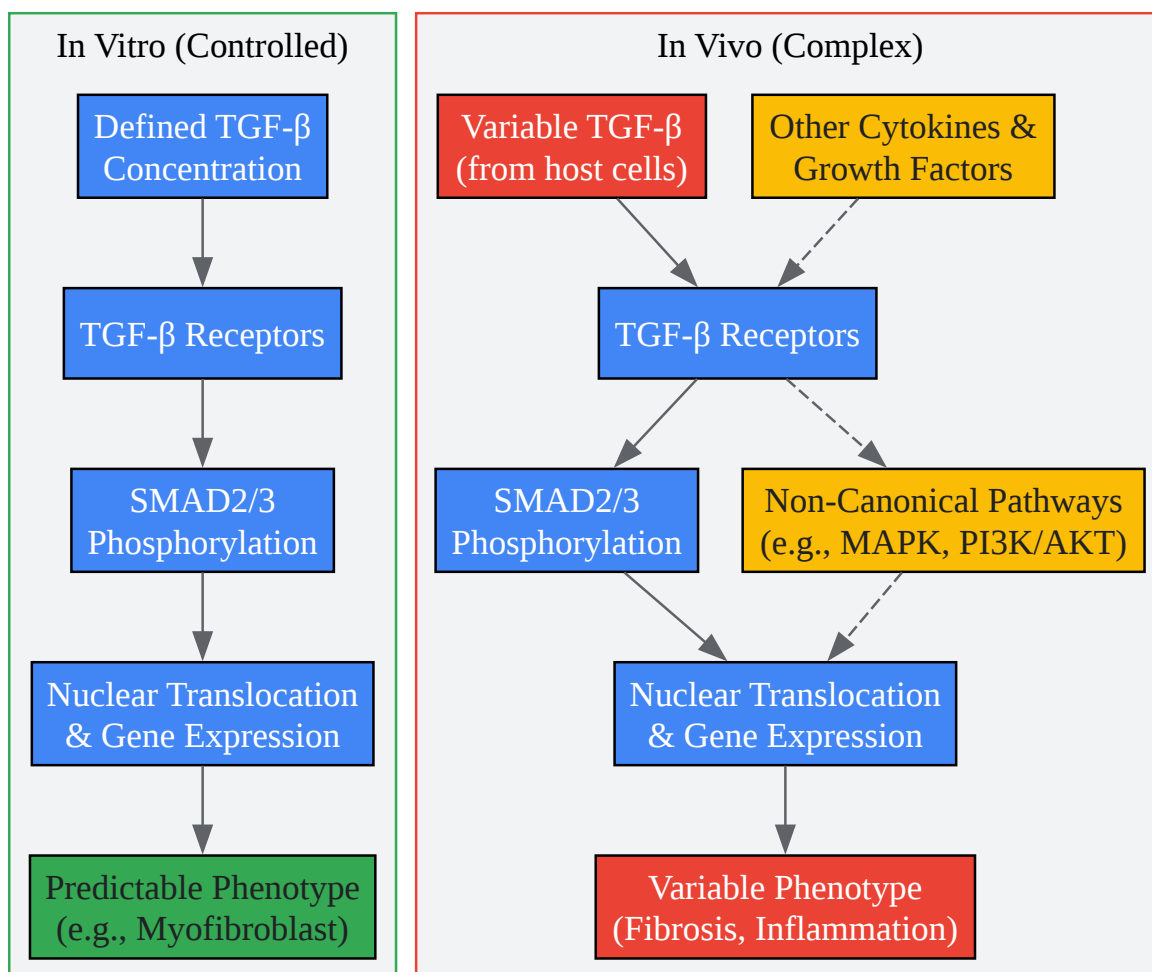 In Vitro (Controlled)
Defined TGF-β
Concentration
TGF-β Receptors
SMAD2/3
Phosphorylation
Nuclear Translocation
& Gene Expression
Predictable Phenotype
(e.g., Myofibroblast)
In Vivo (Complex)
Variable TGF-β
(from host cells)
Other Cytokines &
Growth Factors
TGF-β Receptors
SMAD2/3
Phosphorylation
Non-Canonical Pathways
(e.g., MAPK, PI3K/AKT)
Nuclear Translocation
& Gene Expression
Variable Phenotype
(Fibrosis, Inflammation)